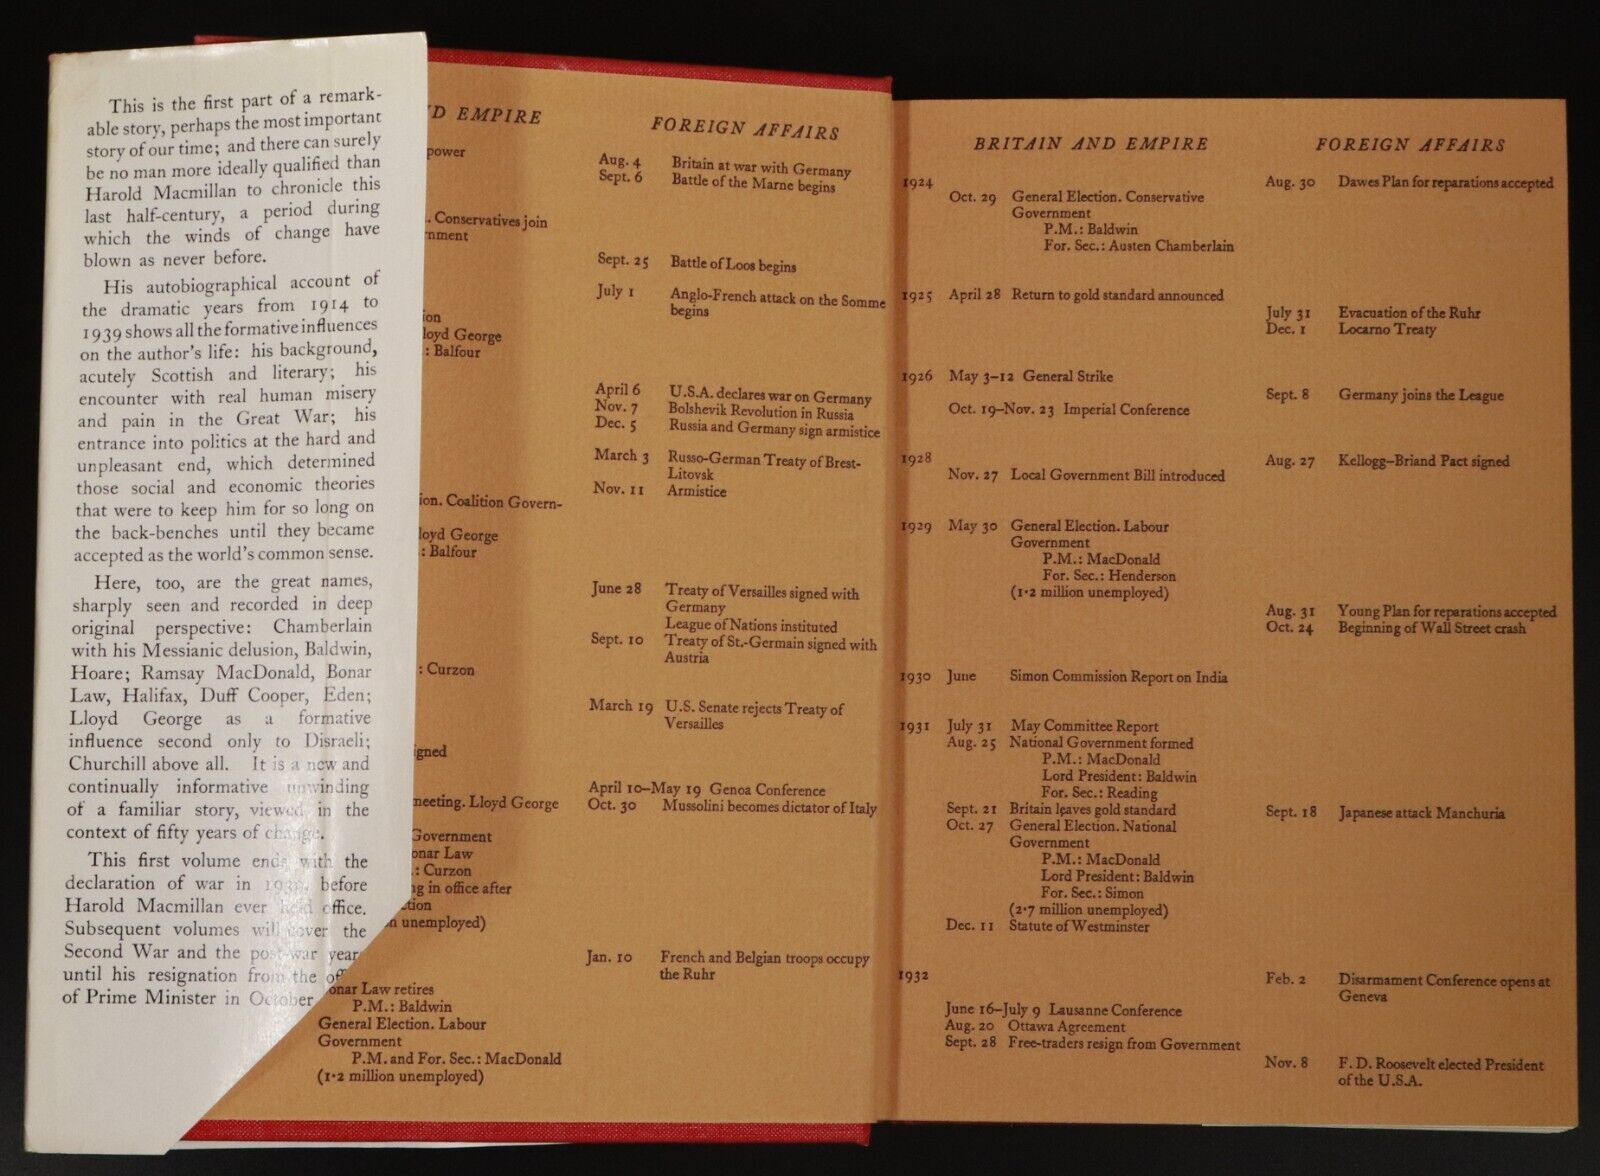 This is the first part of a remark-
able story, perhaps the most important
story of our time; and there can surely
be no man more ideally qualified than
Harold Macmillan to chronicle this
last half-century, a period during
which the winds of change have
blown as never before.
His autobiographical account of
the dramatic years from 1914 to
1939 shows all the formative influences
on the author's life: his background,
acutely Scottish and literary; his
encounter with real human misery
and pain in the Great War; his
entrance into politics at the hard and
unpleasant end, which determined
those social and economic theories
that were to keep him for so long on
the back-benches until they became
accepted as the world's common sense.
Here, too, are the great names,
sharply seen and recorded in deep
original perspective: Chamberlain
with his Messianic delusion, Baldwin,
Hoare; Ramsay MacDonald, Bonar
Law, Halifax, Duff Cooper, Eden;
Lloyd George as a formative
influence second only to Disraeli;
Churchill above all. It is a new and
continually informative unwinding
of a familiar story, viewed in the
context of fifty years of change.
This first volume ends with the
declaration of war in 1939, before
Harold Macmillan ever held office.
Subsequent volumes will cover the
Second War and the post-war year
until his resignation from the off
of Prime Minister in October
D EMPIRE
power
. Conservatives join
rnment
ion
loyd George
.: Balfour
ion. Coalition Govern-
loyd George
.: Balfour
: Curzon
igned
meeting. Lloyd George
Government
onar Law
.: Curzon
ng in office after
ction
n unemployed)
onar Law retires
P.M.: Baldwin
General Election. Labour
Government
P.M. and For. Sec.: MacDonald
(1·2 million unemployed)
FOREIGN AFFAIRS
Aug. 4 Britain at war with Germany
Sept. 6 Battle of the Marne begins
Sept. 25 Battle of Loos begins
July 1 Anglo-French attack on the Somme
begins
April 6 U.S.A. declares war on Germany
Nov. 7 Bolshevik Revolution in Russia
Dec. 5 Russia and Germany sign armistice
March 3 Russo-German Treaty of Brest-
Litovsk
Nov. 11 Armistice
June 28 Treaty of Versailles signed with
Germany
League of Nations instituted
Sept. 10 Treaty of St.-Germain signed with
Austria
March 19 U.S. Senate rejects Treaty of
Versailles
April 10–May 19 Genoa Conference
Oct. 30 Mussolini becomes dictator of Italy
Jan. 10 French and Belgian troops occupy
the Ruhr
BRITAIN AND EMPIRE
1924
Oct. 29 General Election. Conservative
Government
P.M.: Baldwin
For. Sec.: Austen Chamberlain
1925 April 28 Return to gold standard announced
1926 May 3–12 General Strike
Oct. 19–Nov. 23 Imperial Conference
1928
Nov. 27 Local Government Bill introduced
1929 May 30 General Election. Labour
Government
P.M.: MacDonald
For. Sec.: Henderson
(1·2 million unemployed)
1930 June Simon Commission Report on India
1931 July 31 May Committee Report
Aug. 25 National Government formed
P.M.: MacDonald
Lord President: Baldwin
For. Sec.: Reading
Sept. 21 Britain leaves gold standard
Oct. 27 General Election. National
Government
P.M.: MacDonald
Lord President: Baldwin
For. Sec.: Simon
(2·7 million unemployed)
Dec. 11 Statute of Westminster
1932
June 16–July 9 Lausanne Conference
Aug. 20 Ottawa Agreement
Sept. 28 Free-traders resign from Government
FOREIGN AFFAIRS
Aug. 30 Dawes Plan for reparations accepted
July 31 Evacuation of the Ruhr
Dec. 1 Locarno Treaty
Sept. 8 Germany joins the League
Aug. 27 Kellogg–Briand Pact signed
Aug. 31 Young Plan for reparations accepted
Oct. 24 Beginning of Wall Street crash
Sept. 18 Japanese attack Manchuria
Feb. 2 Disarmament Conference opens at
Geneva
Nov. 8 F. D. Roosevelt elected President
of the U.S.A.